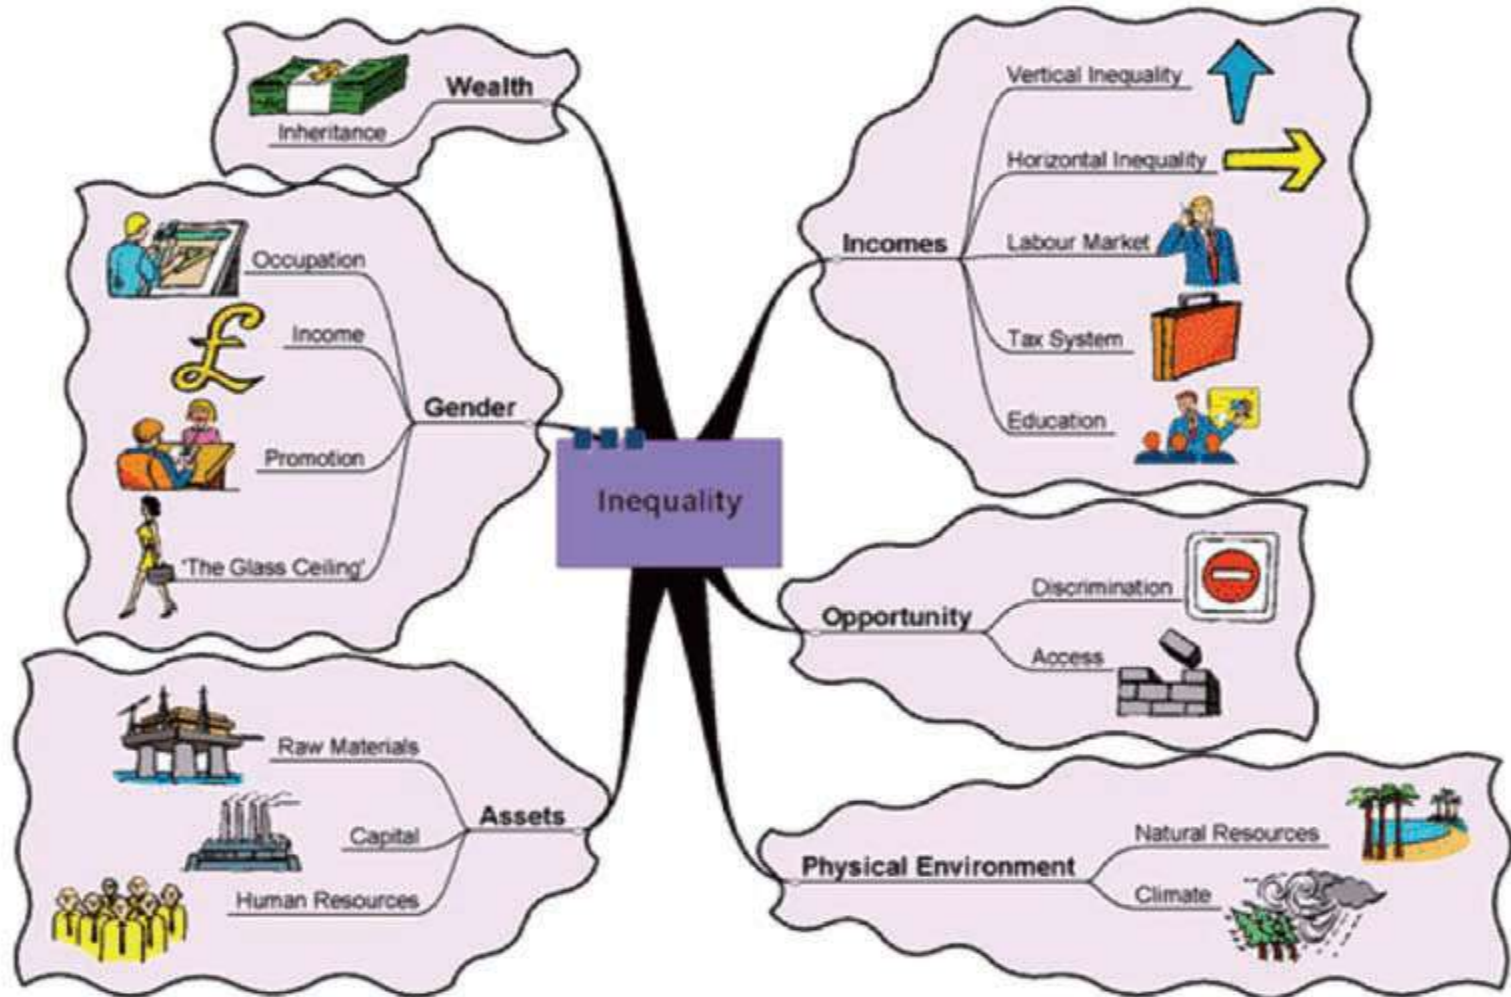 Wealth
Inheritance
Occupation
Income
Gender
Promotion
'The Glass Ceiling'
Raw Materials
Assets
Capital
Human Resources
Inequality
Vertical Inequality
Horizontal Inequality
Incomes
Labour Market
Tax System
Education
Discrimination
Opportunity
Access
Natural Resources
Physical Environment
Climate